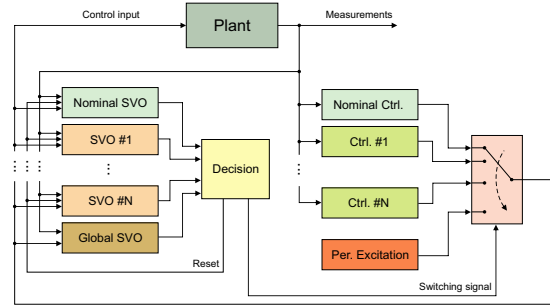 Control input
Plant
Measurements
Nominal SVO
SVO #1
SVO #N
Global SVO
Decision
Reset
Nominal Ctrl.
Ctrl. #1
Ctrl. #N
Per. Excitation
Switching signal